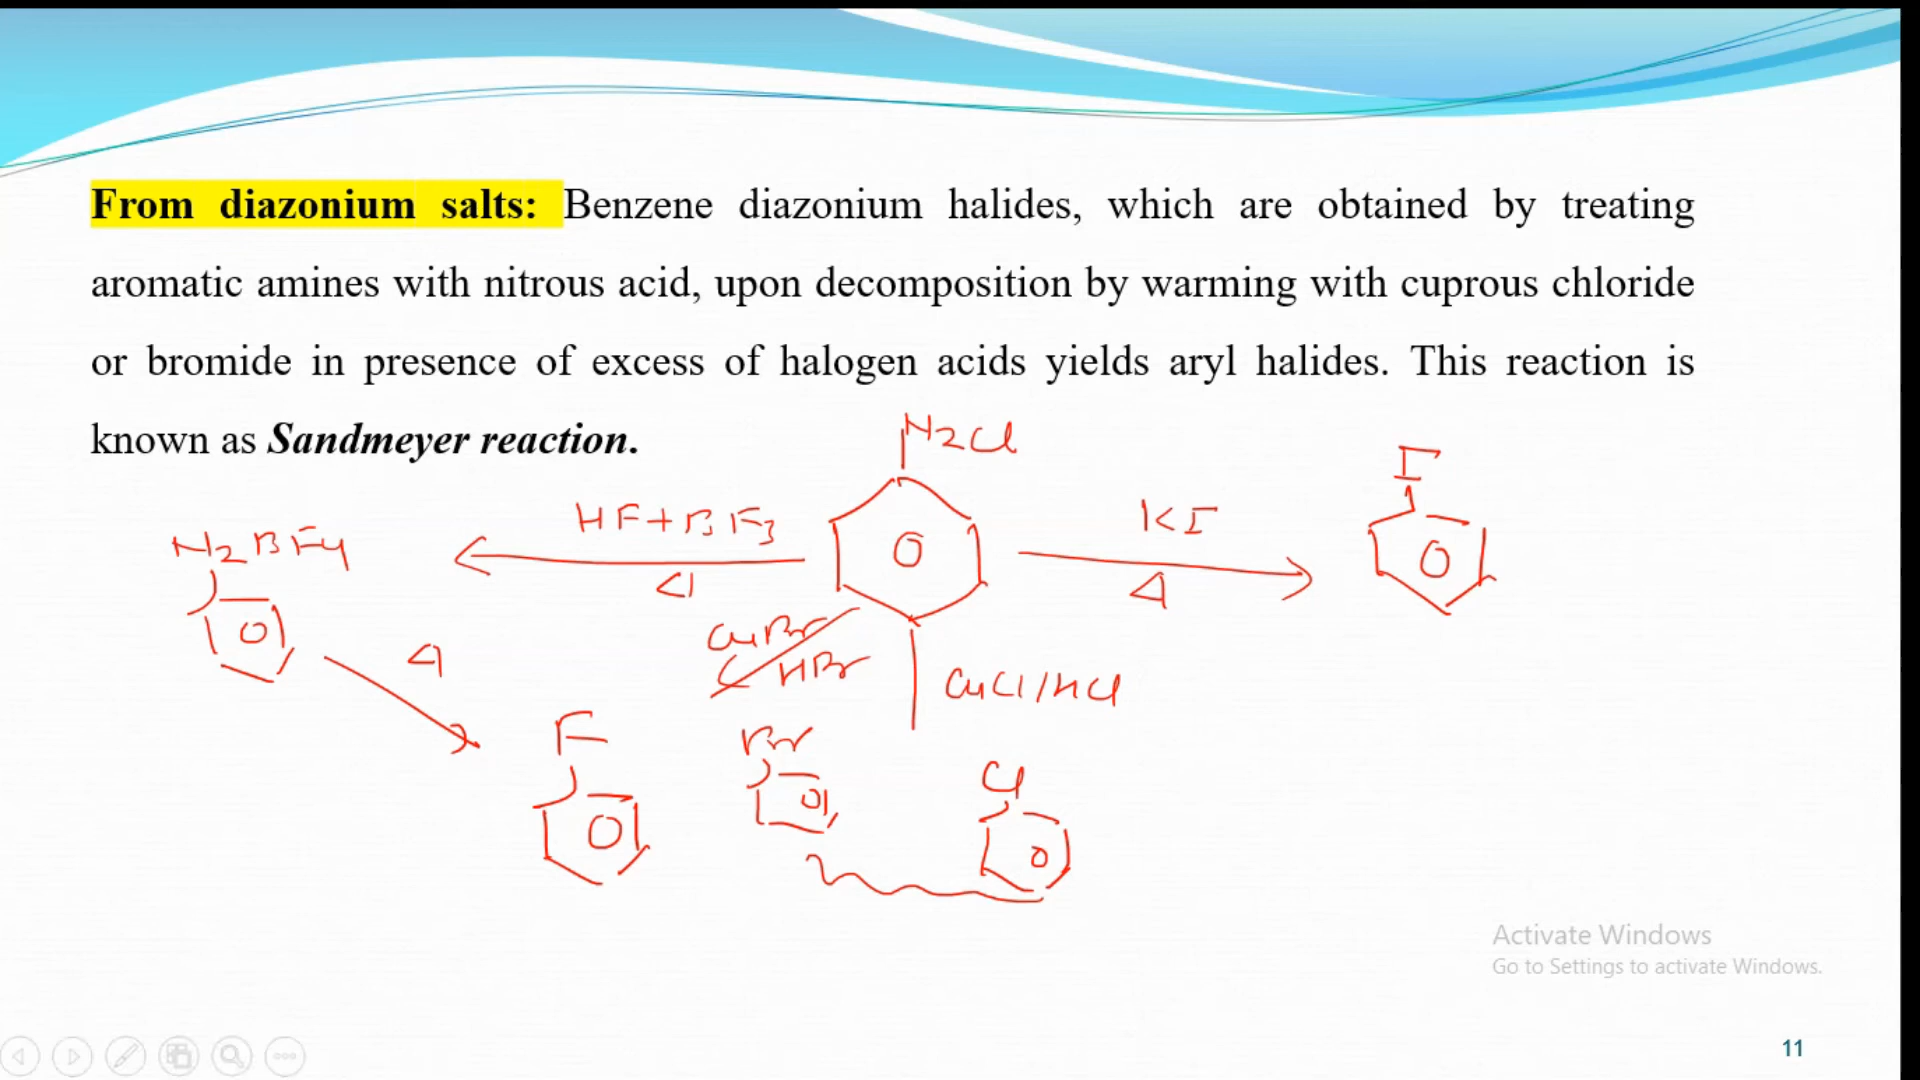 From diazonium salts: Benzene diazonium halides, which are obtained by treating
aromatic amines with nitrous acid, upon decomposition by warming with cuprous chloride
or bromide in presence of excess of halogen acids yields aryl halides. This reaction is
known as Sandmeyer reaction.
N2Cl
I
HF+BF3
KI
N2BF4
Δ
Δ
CuBr
HBr
Δ
CuCl/HCl
F
Br
Cl
Activate Windows
Go to Settings to activate Windows.
11